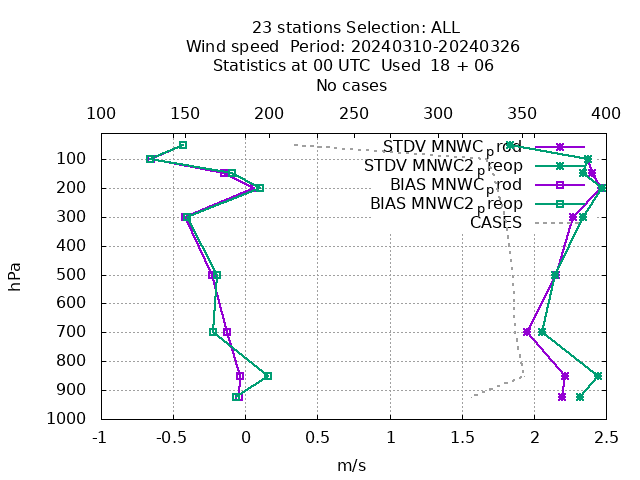 23 stations Selection: ALL
Wind speed  Period: 20240310-20240326
Statistics at 00 UTC  Used  18 + 06
No cases
100 150 200 250 300 350 400
STDV MNWC_prod
STDV MNWC2_preop
BIAS MNWC_prod
BIAS MNWC2_preop
CASES
100
200
300
400
500
600
700
800
900
1000
hPa
-1 -0.5 0 0.5 1 1.5 2 2.5
m/s